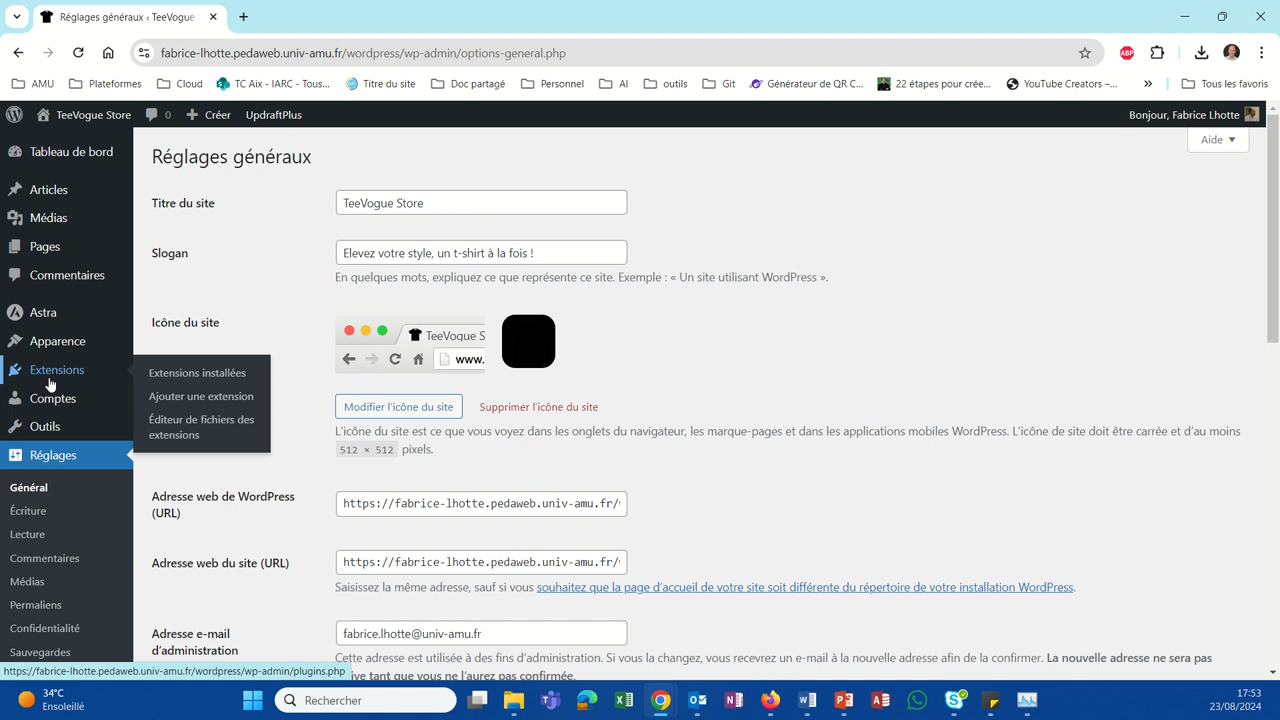 Réglages généraux ‹ TeeVogue
fabrice-lhotte.pedaweb.univ-amu.fr/wordpress/wp-admin/options-general.php
ABP
AMU Plateformes Cloud TC Aix - IARC - Tous... Titre du site Doc partagé Personnel AI outils Git Générateur de QR C... 22 étapes pour crée... YouTube Creators –... » Tous les favoris
TeeVogue Store 0 Créer UpdraftPlus Bonjour, Fabrice Lhotte
Aide
Tableau de bord
Articles
Médias
Pages
Commentaires
Astra
Apparence
Extensions
Comptes
Outils
Réglages
Général
Écriture
Lecture
Commentaires
Médias
Permaliens
Confidentialité
Sauvegardes
Extensions installées
Ajouter une extension
Éditeur de fichiers des
extensions
Réglages généraux
Titre du site
TeeVogue Store
Slogan
Elevez votre style, un t-shirt à la fois !
En quelques mots, expliquez ce que représente ce site. Exemple : « Un site utilisant WordPress ».
Icône du site
TeeVogue S
www.
Modifier l'icône du site Supprimer l'icône du site
L'icône du site est ce que vous voyez dans les onglets du navigateur, les marque-pages et dans les applications mobiles WordPress. L'icône de site doit être carrée et d'au moins
512 × 512 pixels.
Adresse web de WordPress
(URL)
https://fabrice-lhotte.pedaweb.univ-amu.fr/
Adresse web du site (URL)
https://fabrice-lhotte.pedaweb.univ-amu.fr/
Saisissez la même adresse, sauf si vous souhaitez que la page d'accueil de votre site soit différente du répertoire de votre installation WordPress.
Adresse e-mail
d'administration
fabrice.lhotte@univ-amu.fr
Cette adresse est utilisée à des fins d'administration. Si vous la changez, vous recevrez un e-mail à la nouvelle adresse afin de la confirmer. La nouvelle adresse ne sera pas
tant que vous ne l'aurez pas confirmée.
https://fabrice-lhotte.pedaweb.univ-amu.fr/wordpress/wp-admin/plugins.php
34°C
Ensoleillé
Rechercher
17:53
23/08/2024